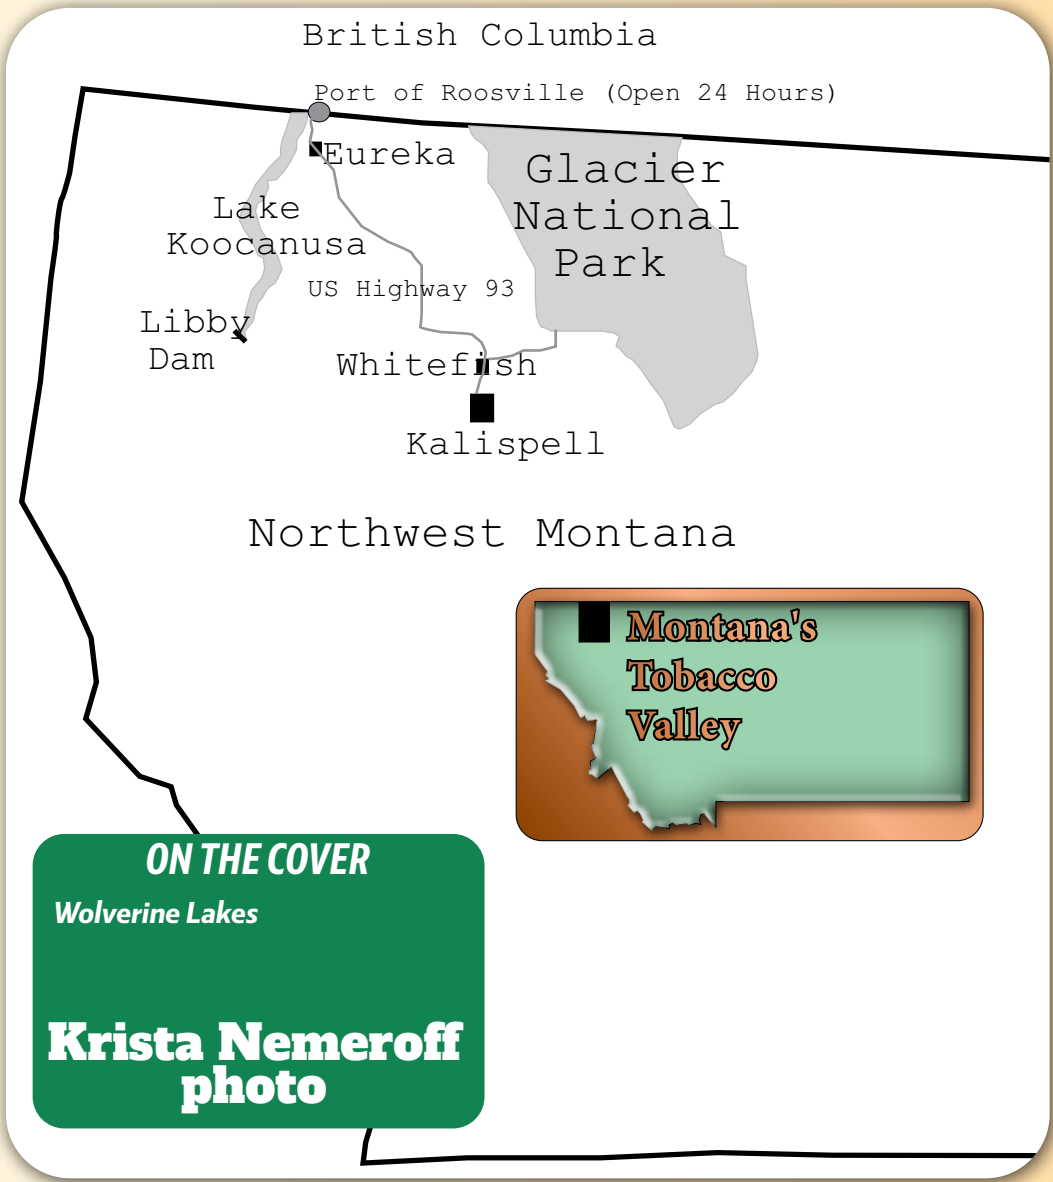 British Columbia
Port of Roosville (Open 24 Hours)
Eureka
Glacier
National
Park
Lake
Koocanusa
US Highway 93
Libby
Dam
Whitefish
Kalispell
Northwest Montana
Montana's
Tobacco
Valley
ON THE COVER
Wolverine Lakes
Krista Nemeroff
photo